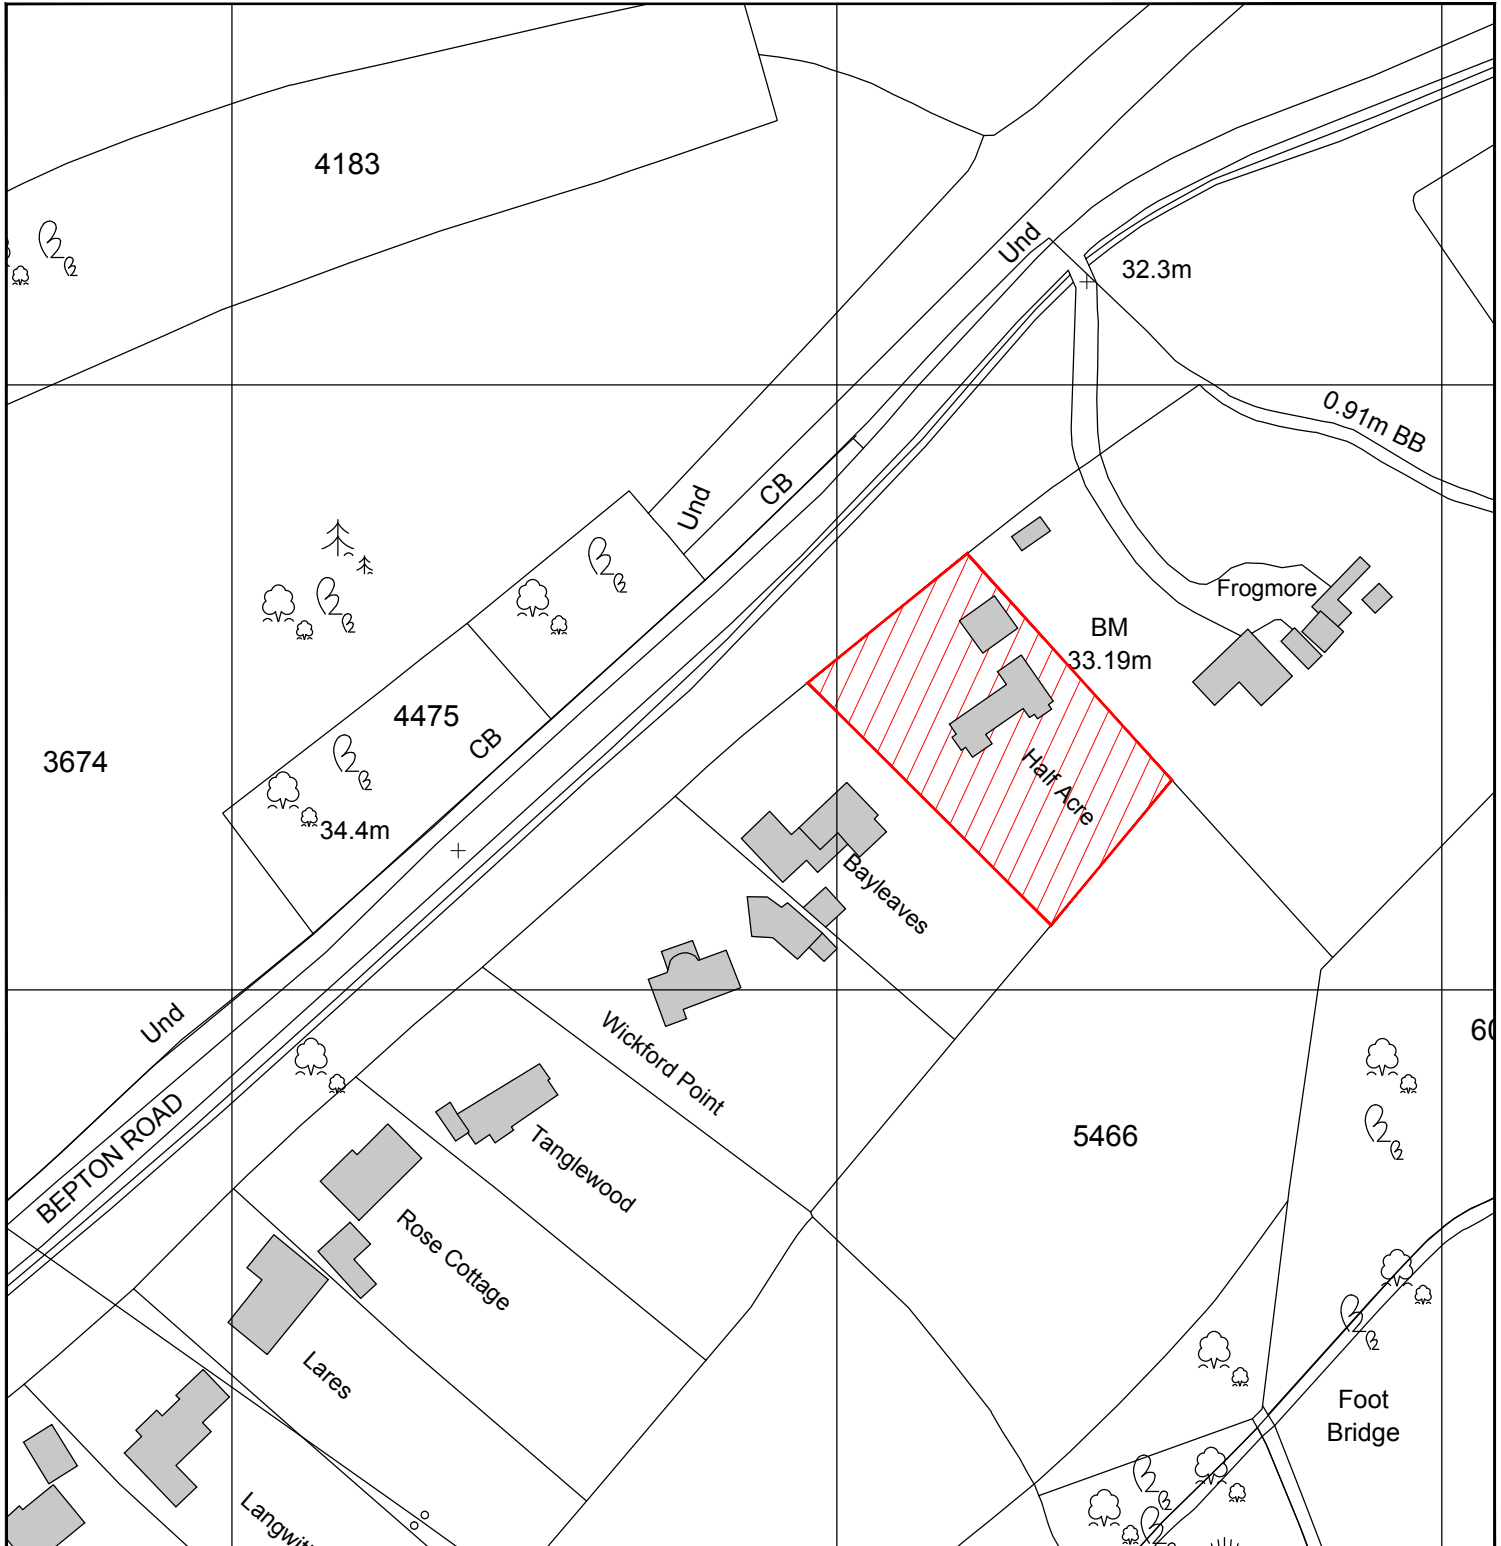 4183
Und
32.3m
0.91m BB
Und
CB
Frogmore
BM
33.19m
4475
CB
3674
34.4m
Half Acre
Bayleaves
Und
Wickford Point
BEPTON ROAD
Tanglewood
5466
Rose Cottage
Lares
Foot
Bridge